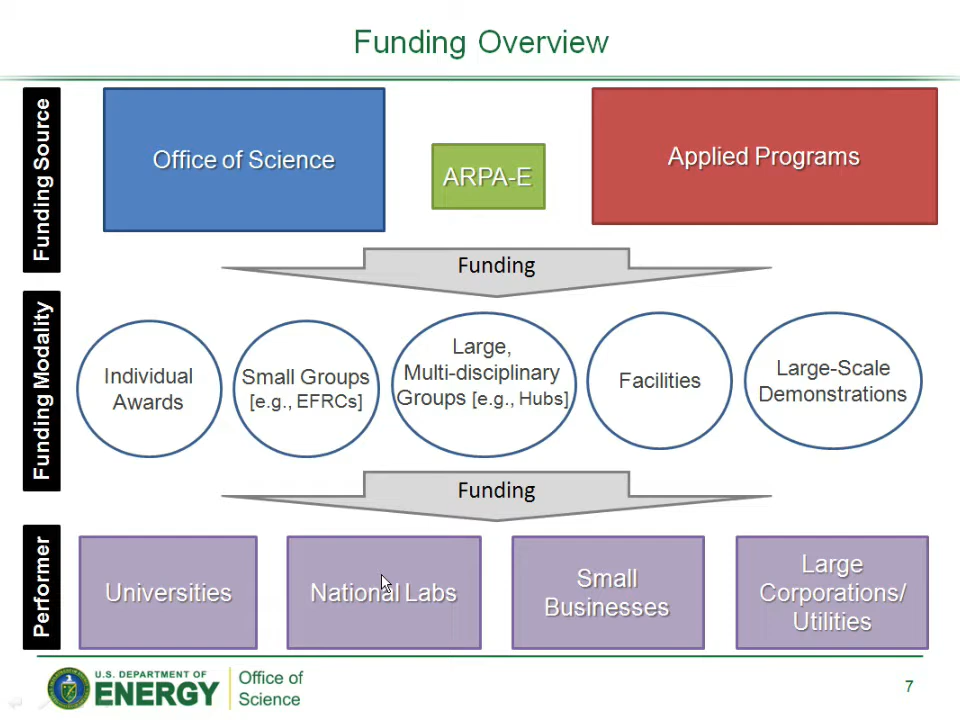 Funding Overview
Funding Source
Office of Science
ARPA-E
Applied Programs
Funding
Funding Modality
Individual
Awards
Small Groups
[e.g., EFRCs]
Large,
Multi-disciplinary
Groups [e.g., Hubs]
Facilities
Large-Scale
Demonstrations
Funding
Performer
Universities
National Labs
Small
Businesses
Large
Corporations/
Utilities
U.S. DEPARTMENT OF
ENERGY
Office of
Science
7